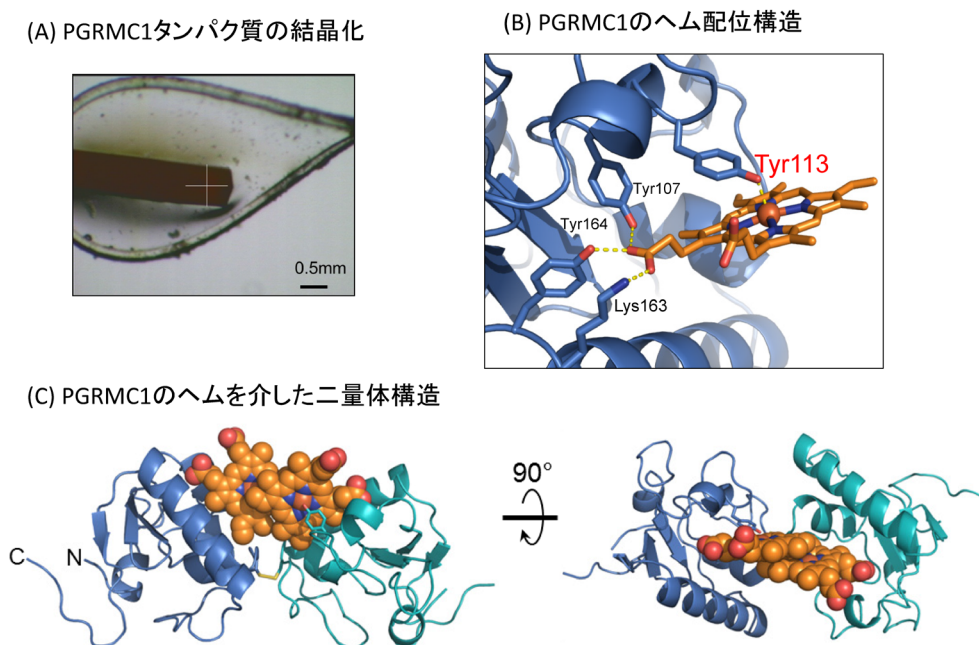 (A) PGRMC1タンパク質の結晶化
0.5mm
(B) PGRMC1のヘム配位構造
Tyr113
Tyr107
Tyr164
Lys163
(C) PGRMC1のヘムを介した二量体構造
C
N
90°